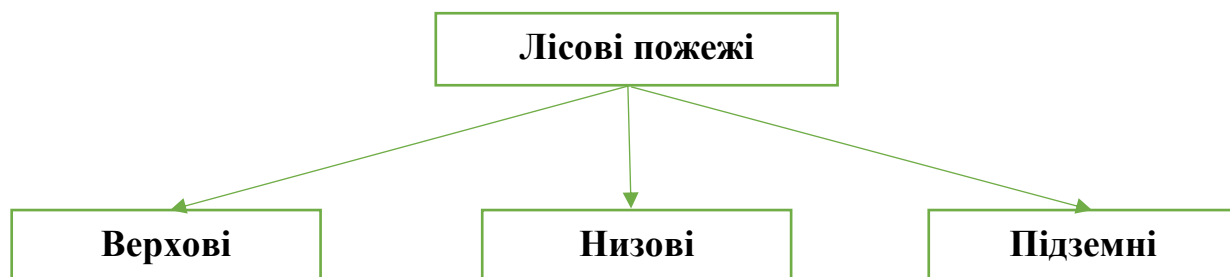 Лісові пожежі
Верхові
Низові
Підземні